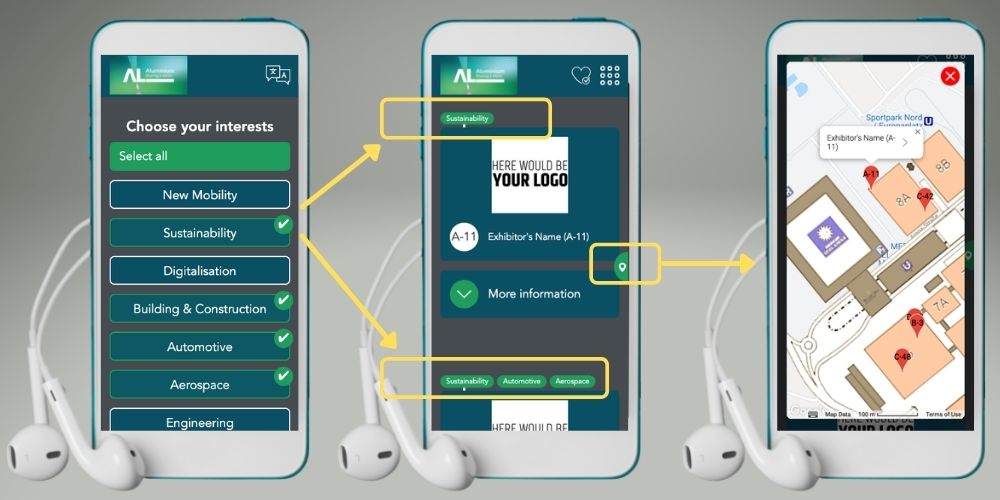 AL
Aluminium
Choose your interests
Select all
New Mobility
Sustainability
Digitalisation
Building & Construction
Automotive
Aerospace
Engineering
AL
Aluminium
Sustainability
HERE WOULD BE
YOUR LOGO
A-11
Exhibitor's Name (A-11)
More information
Sustainability
Automotive
Aerospace
HERE WOULD BE
Sportpark Nord
/ Europaplatz
U
Exhibitor's Name (A-
11)
A-11
8A
8B
C-42
U
7A
B-3
C-48
Map Data
100 m
Terms of Use
YOUR LOGO